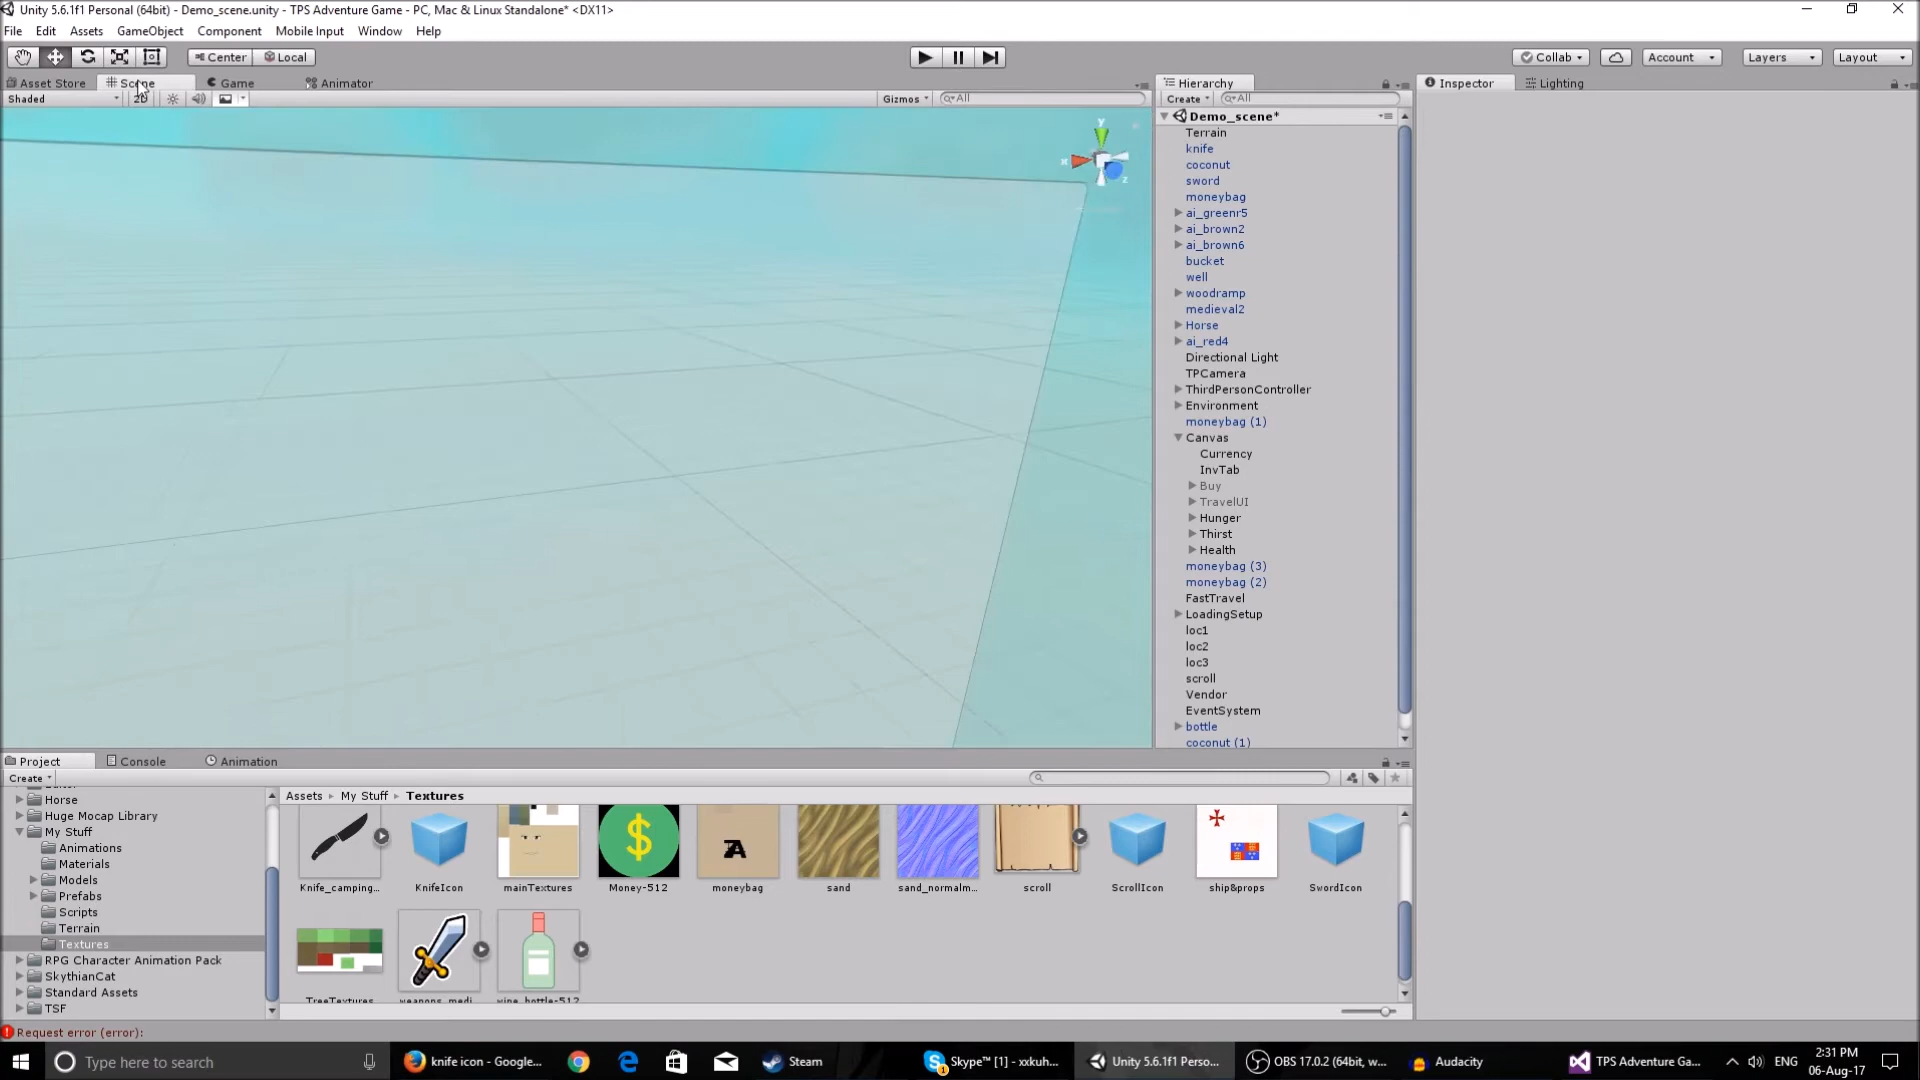 Unity 5.6.1f1 Personal (64bit) - Demo_scene.unity - TPS Adventure Game - PC, Mac & Linux Standalone* <DX11>
File Edit Assets GameObject Component Mobile Input Window Help
Center Local Collab Account Layers Layout
Asset Store Scene Game Animator Hierarchy Inspector Lighting
Shaded 2D Gizmos All Create All
Demo_scene*
Terrain
knife
coconut
sword
moneybag
ai_greenr5
ai_brown2
ai_brown6
bucket
well
woodramp
medieval2
Horse
ai_red4
Directional Light
TPCamera
ThirdPersonController
Environment
moneybag (1)
Canvas
Currency
InvTab
Buy
TravelUI
Hunger
Thirst
Health
moneybag (3)
moneybag (2)
FastTravel
LoadingSetup
loc1
loc2
loc3
scroll
Vendor
EventSystem
bottle
coconut (1)
y
x
z
Project Console Animation
Create
Assets My Stuff Textures
Horse
Huge Mocap Library
My Stuff
Animations
Materials
Models
Prefabs
Scripts
Terrain
Textures
RPG Character Animation Pack
SkythianCat
Standard Assets
TSF
Knife_camping... KnifeIcon mainTextures Money-512 moneybag sand sand_normalm... scroll ScrollIcon ship&props SwordIcon
TreeTextures weapons_medi... wine_bottle-512
Request error (error):
Type here to search knife icon - Google... Steam Skype™ [1] - xxkuh... Unity 5.6.1f1 Perso... OBS 17.0.2 (64bit, w... Audacity TPS Adventure Ga... ENG 2:31 PM
06-Aug-17